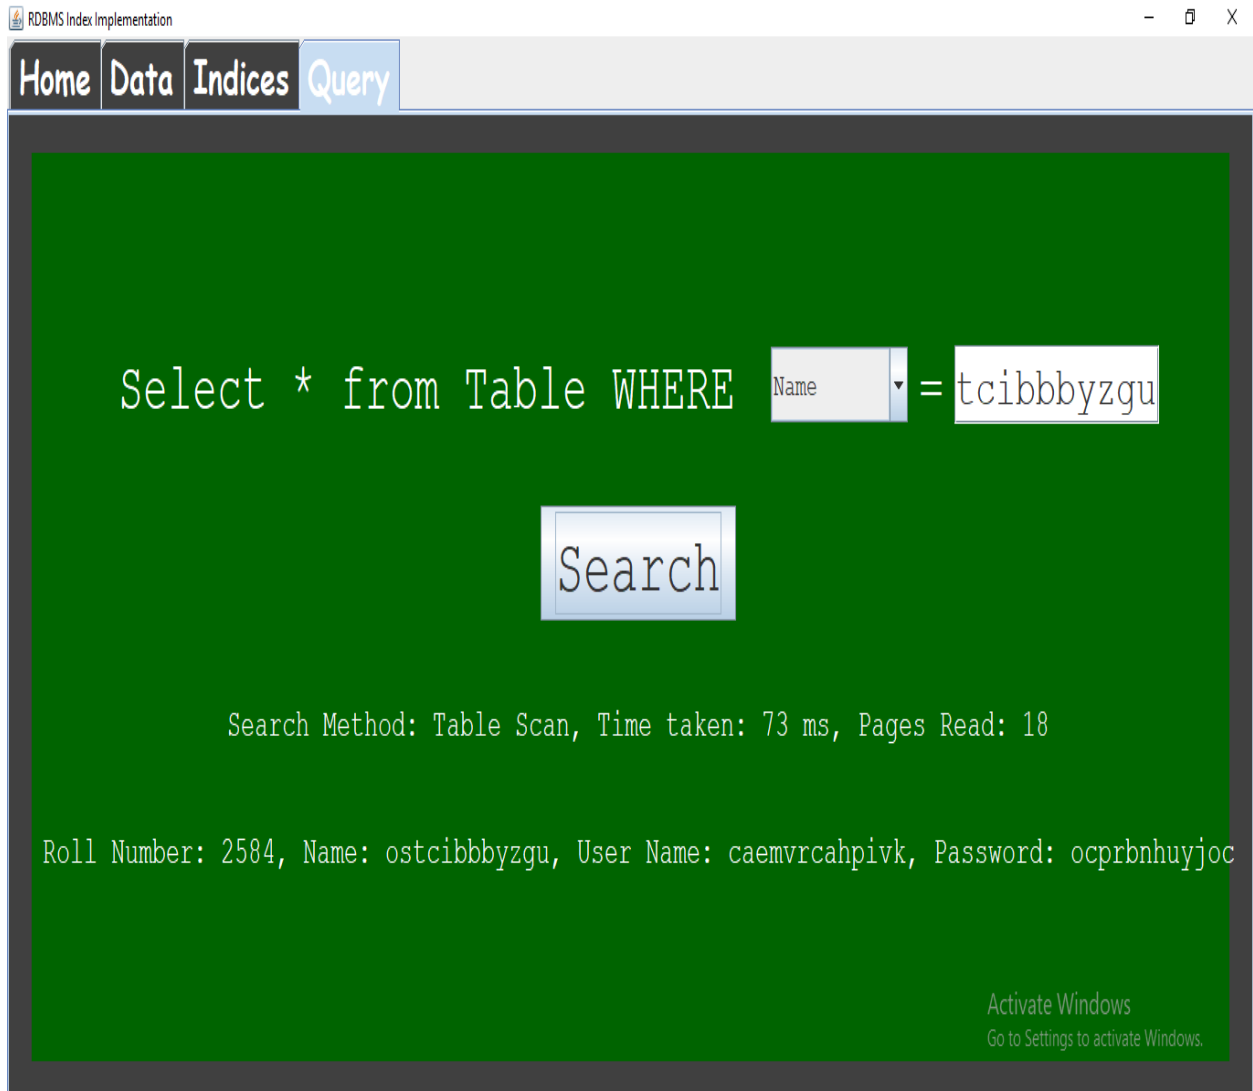 RDBMS Index Implementation
Home Data Indices Query
Select * from Table WHERE Name = tcibbbyzgu
Search
Search Method: Table Scan, Time taken: 73 ms, Pages Read: 18
Roll Number: 2584, Name: ostcibbbyzgu, User Name: caemvrcahpivk, Password: ocprbnhuyjoc
Activate Windows
Go to Settings to activate Windows.